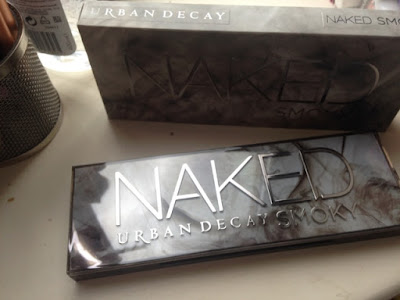 URBAN DECAY
NAKED SMO
NAKED
SMOKY
NAKED
URBAN DECAY SMOKY